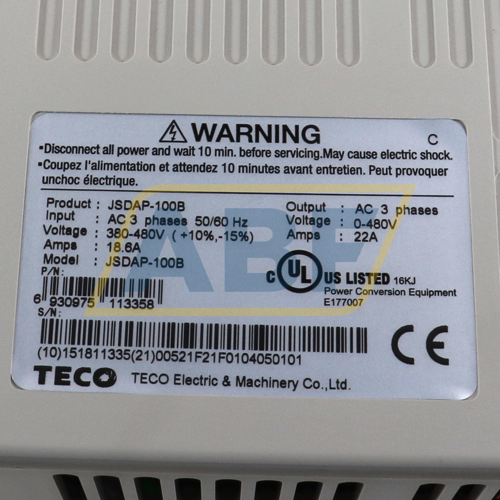 ⚠ WARNING
C
•Disconnect all power and wait 10 min. before servicing.May cause electric shock.
•Coupez l'alimentation et attendez 10 minutes avant entretien. Peut provoquer
unchoc électrique.
Product : JSDAP-100B
Input : AC 3 phases 50/60 Hz
Voltage : 380-480V (+10%,-15%)
Amps : 18.6A
Model : JSDAP-100B
Output : AC 3 phases
Voltage : 0-480V
Amps : 22A
P/N:
6 930975 113358
C UL US LISTED 16KJ
Power Conversion Equipment
E177007
S/N:
(10)151811335(21)00521F21F0104050101
CE
TECO TECO Electric & Machinery Co.,Ltd.
ABF